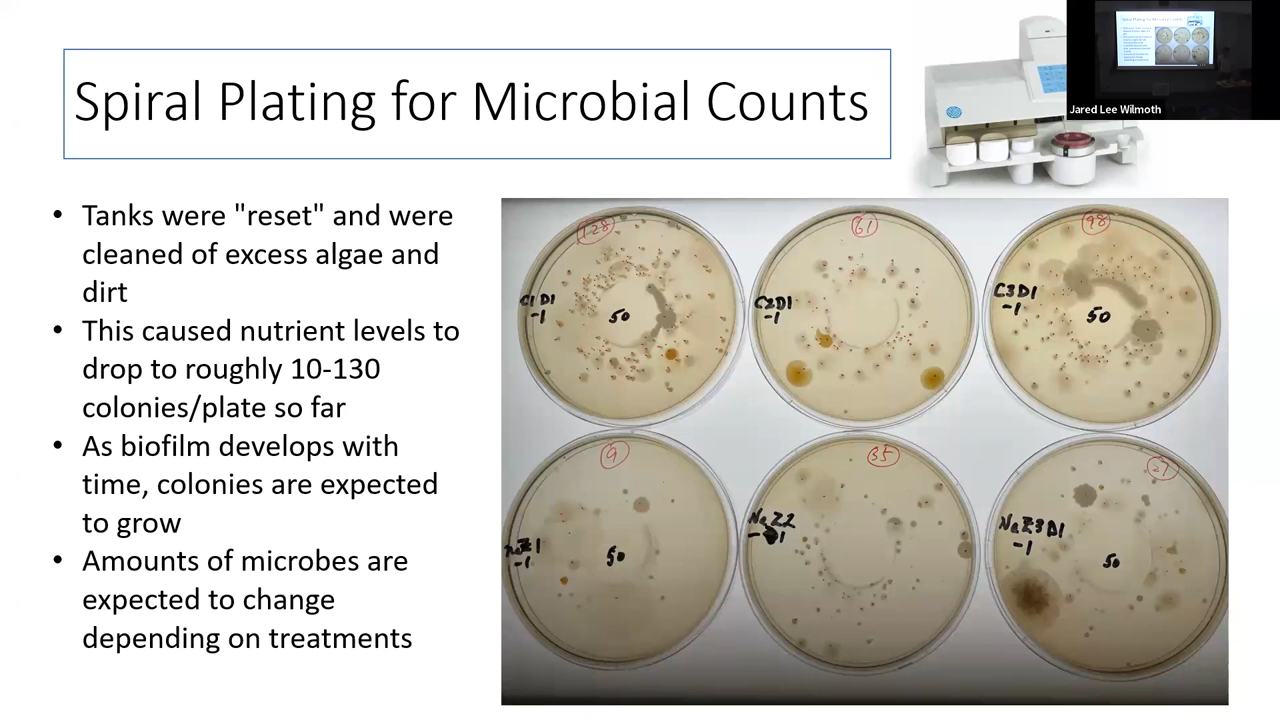 Spiral Plating for Microbial Counts
Jared Lee Wilmoth
• Tanks were "reset" and were
cleaned of excess algae and
dirt
• This caused nutrient levels to
drop to roughly 10-130
colonies/plate so far
• As biofilm develops with
time, colonies are expected
to grow
• Amounts of microbes are
expected to change
depending on treatments
128
C1 D1
-1
50
61
C2D1
-1
98
C3D1
-1
50
9
-1
50
35
NaZ2
27
NaZ3D1
-1
50